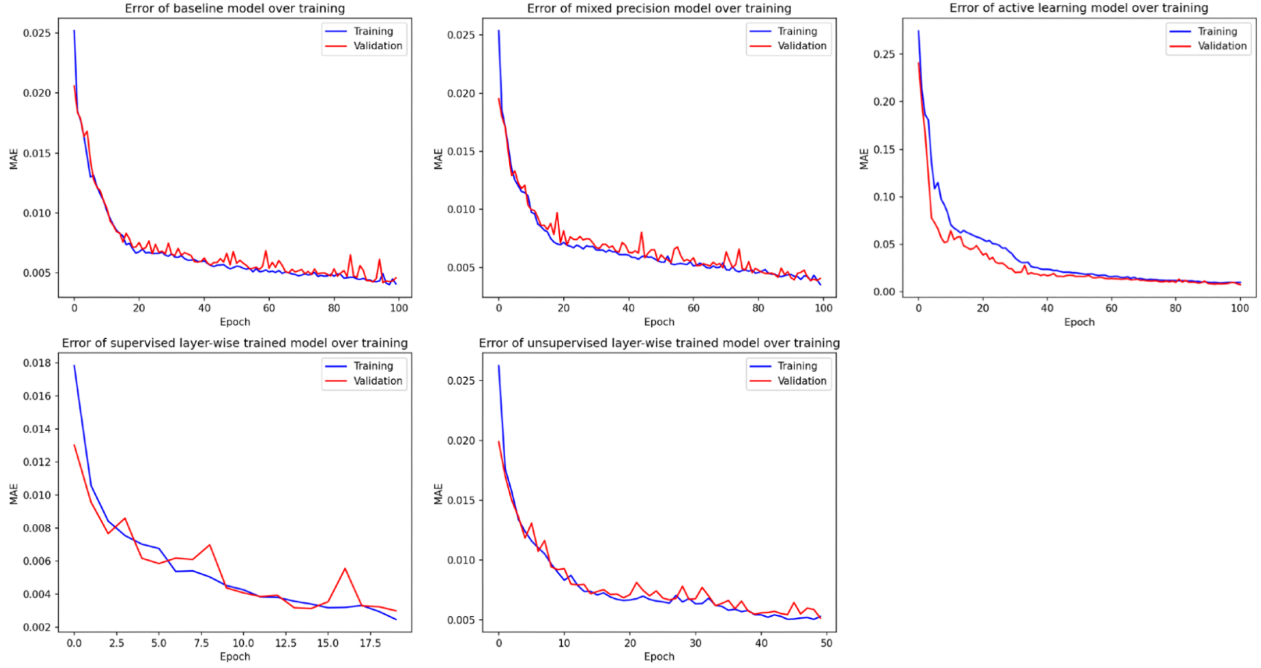 Error of baseline model over training
Training
Validation
0.025
0.020
0.015
0.010
0.005
MAE
0 20 40 60 80 100
Epoch
Error of mixed precision model over training
Training
Validation
0.025
0.020
0.015
0.010
0.005
MAE
0 20 40 60 80 100
Epoch
Error of active learning model over training
Training
Validation
0.25
0.20
0.15
0.10
0.05
0.00
MAE
0 20 40 60 80 100
Epoch
Error of supervised layer-wise trained model over training
Training
Validation
0.018
0.016
0.014
0.012
0.010
0.008
0.006
0.004
0.002
MAE
0.0 2.5 5.0 7.5 10.0 12.5 15.0 17.5
Epoch
Error of unsupervised layer-wise trained model over training
Training
Validation
0.025
0.020
0.015
0.010
0.005
MAE
0 10 20 30 40 50
Epoch